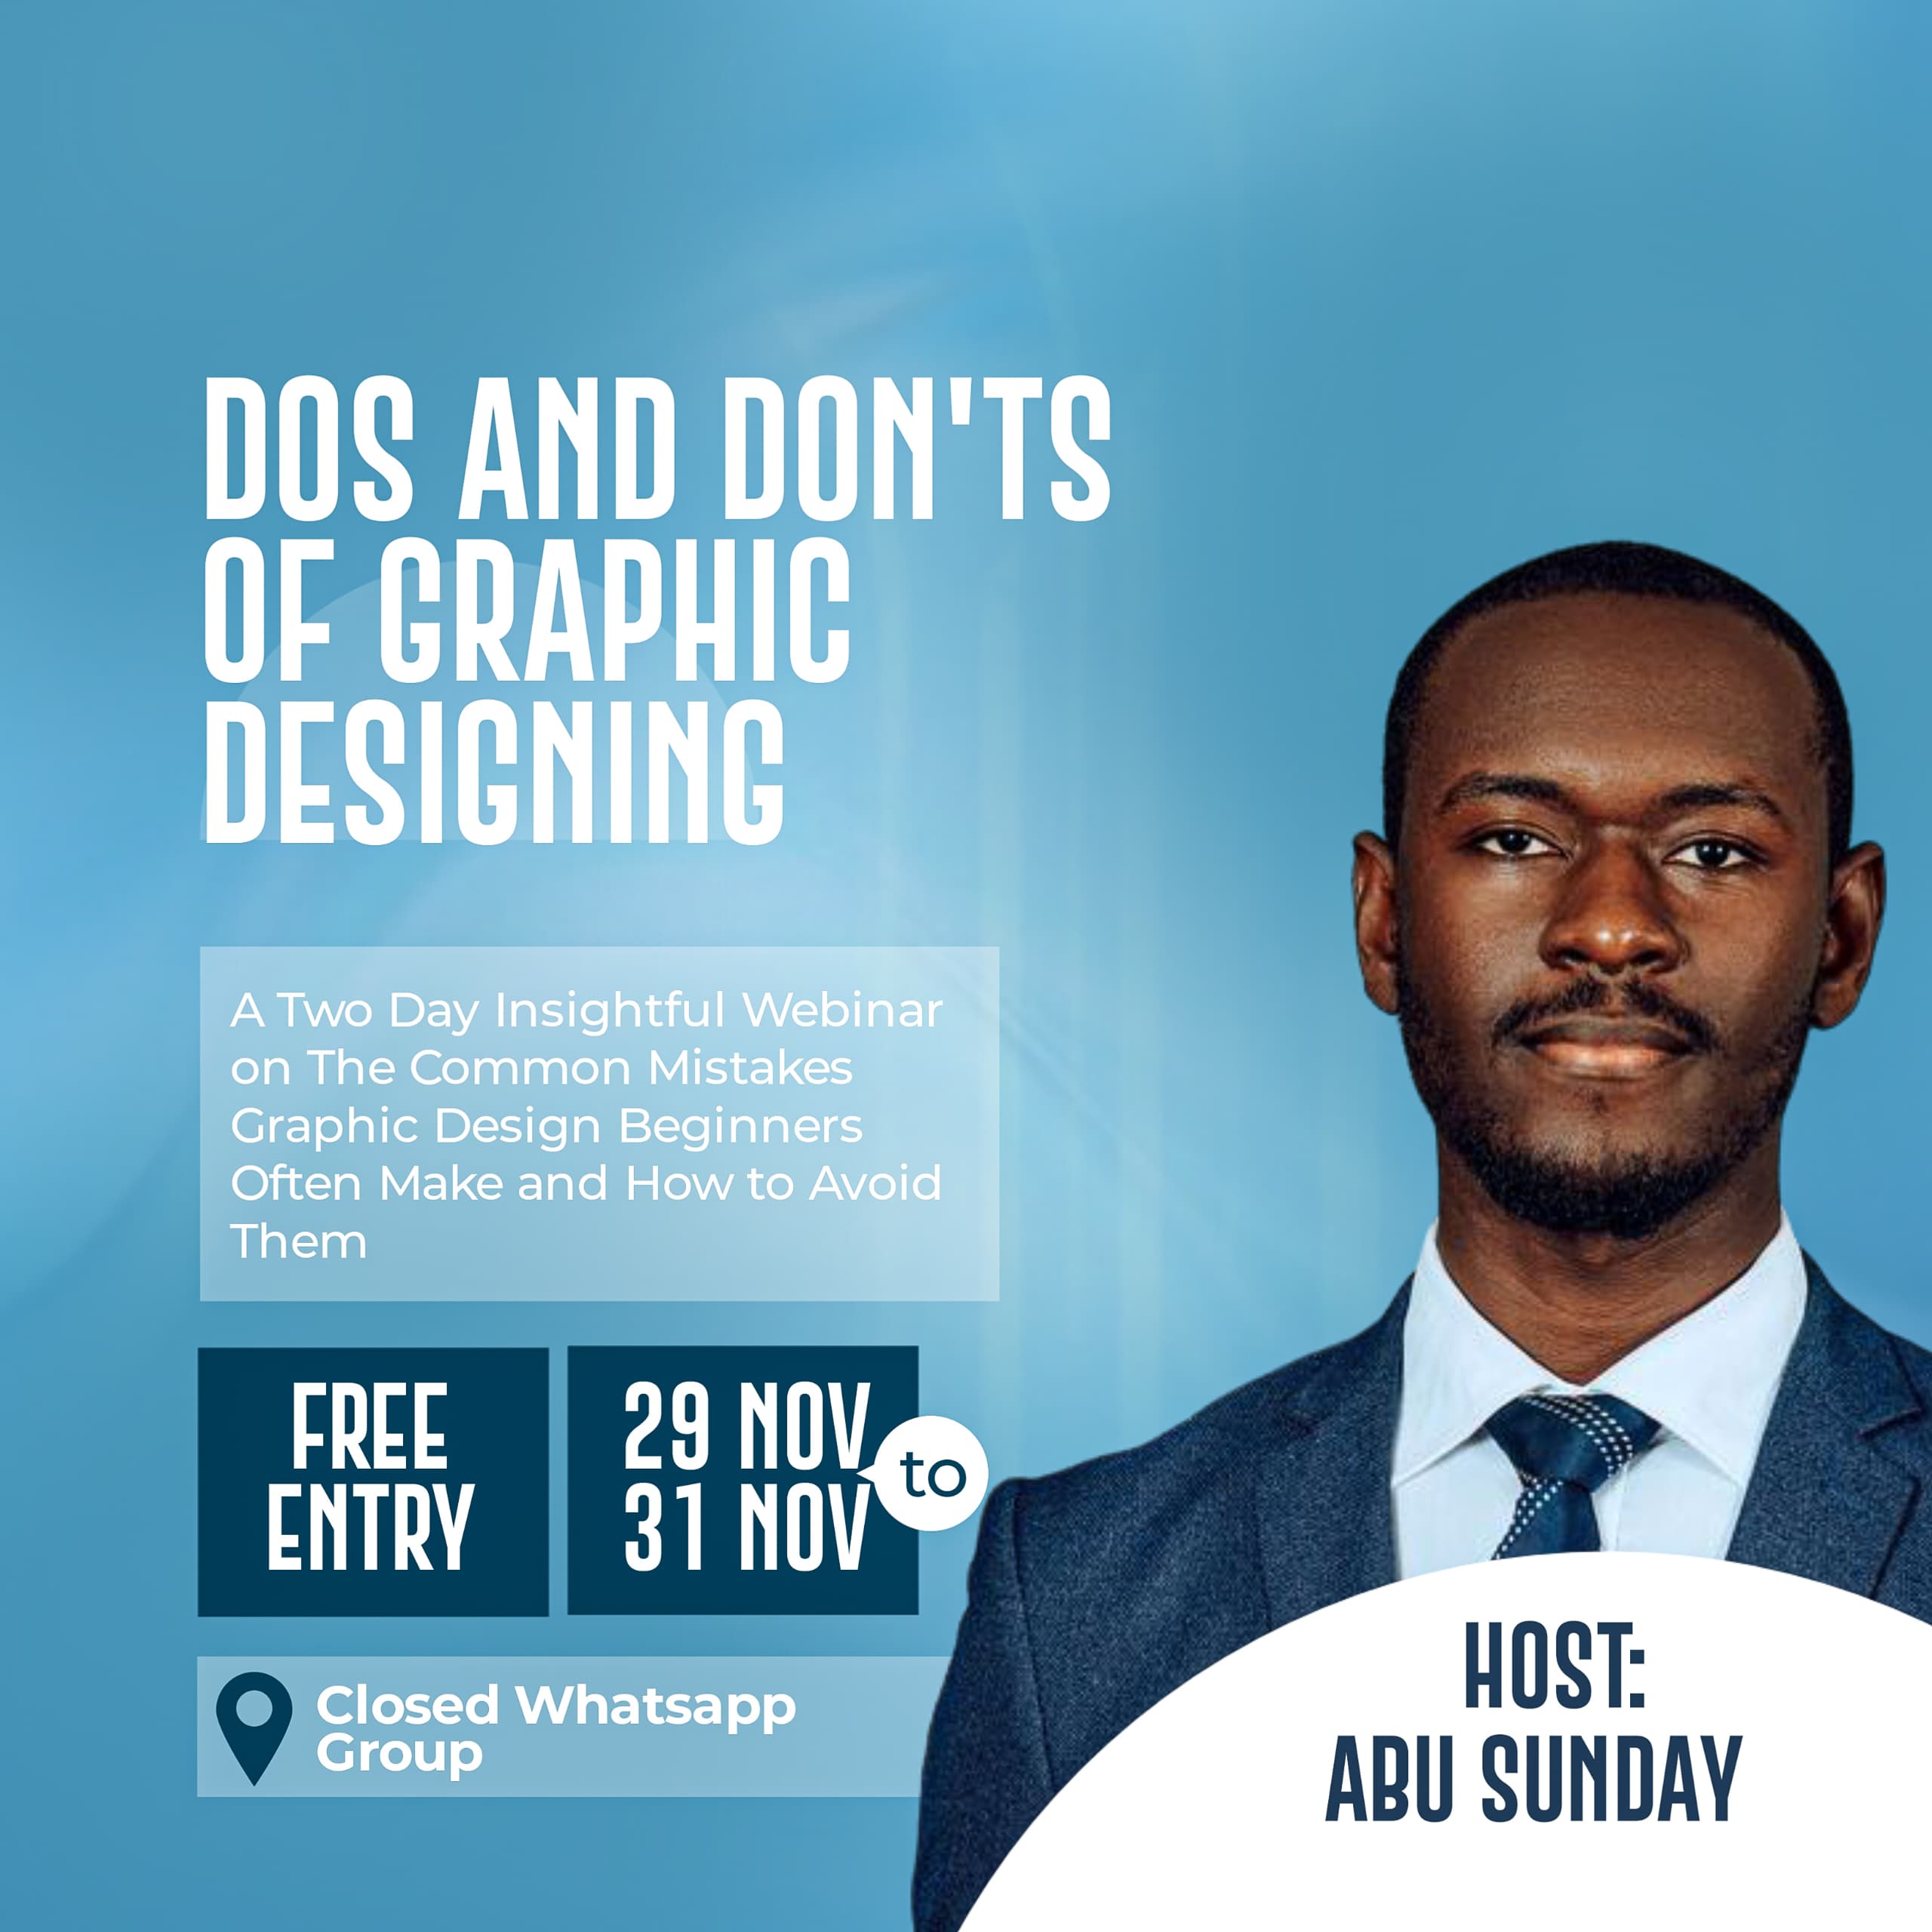 DOS AND DON'TS
OF GRAPHIC
DESIGNING
A Two Day Insightful Webinar
on The Common Mistakes
Graphic Design Beginners
Often Make and How to Avoid
Them
FREE
ENTRY
29 NOV
to
31 NOV
Closed Whatsapp
Group
HOST:
ABU SUNDAY